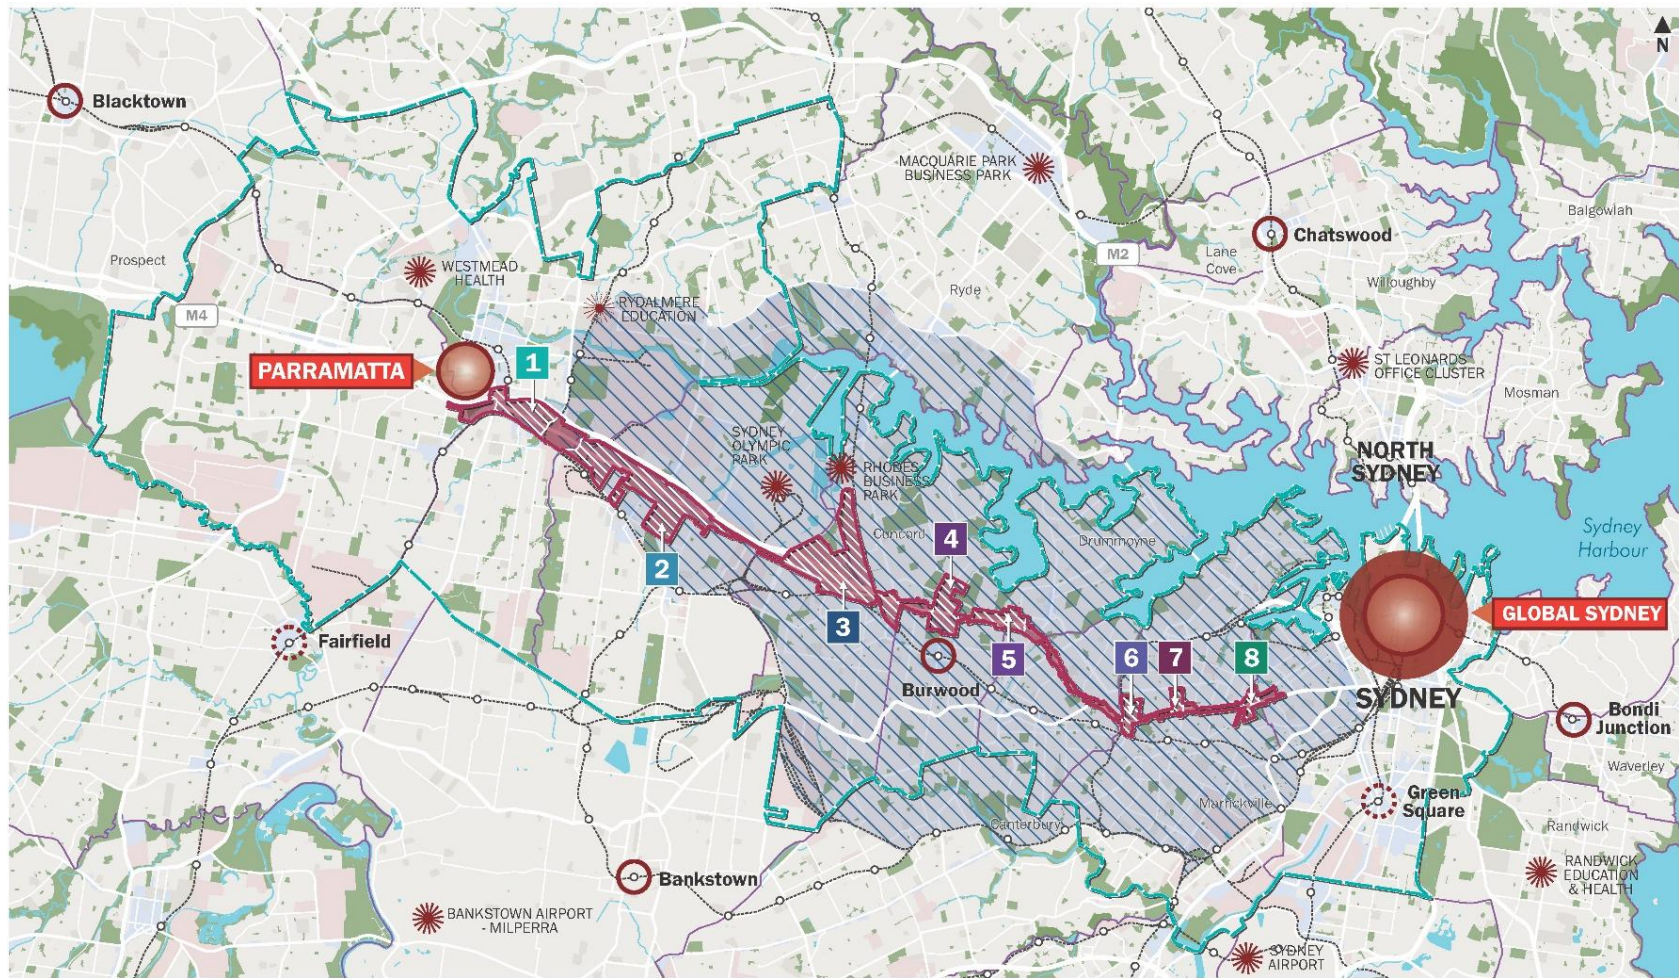 N
Blacktown
MACQUARIE PARK
BUSINESS PARK
Balgowlah
Chatswood
M2
Lane
Cove
Willoughby
Prospect
WESTMEAD
HEALTH
Ryde
RYDALMERE
EDUCATION
M4
PARRAMATTA
1
ST LEONARDS
OFFICE CLUSTER
Mosman
SYDNEY
OLYMPIC
PARK
NORTH
SYDNEY
RHODES
BUSINESS
PARK
Concord
Drummoyne
Sydney
Harbour
4
2
3
GLOBAL SYDNEY
Fairfield
5
6
7
8
Burwood
SYDNEY
Bondi
Junction
Waverley
Green
Square
Marrickville
Canterbury
Randwick
Bankstown
RANDWICK
EDUCATION
& HEALTH
BANKSTOWN AIRPORT
- MILPERRA
SYDNEY
AIRPORT